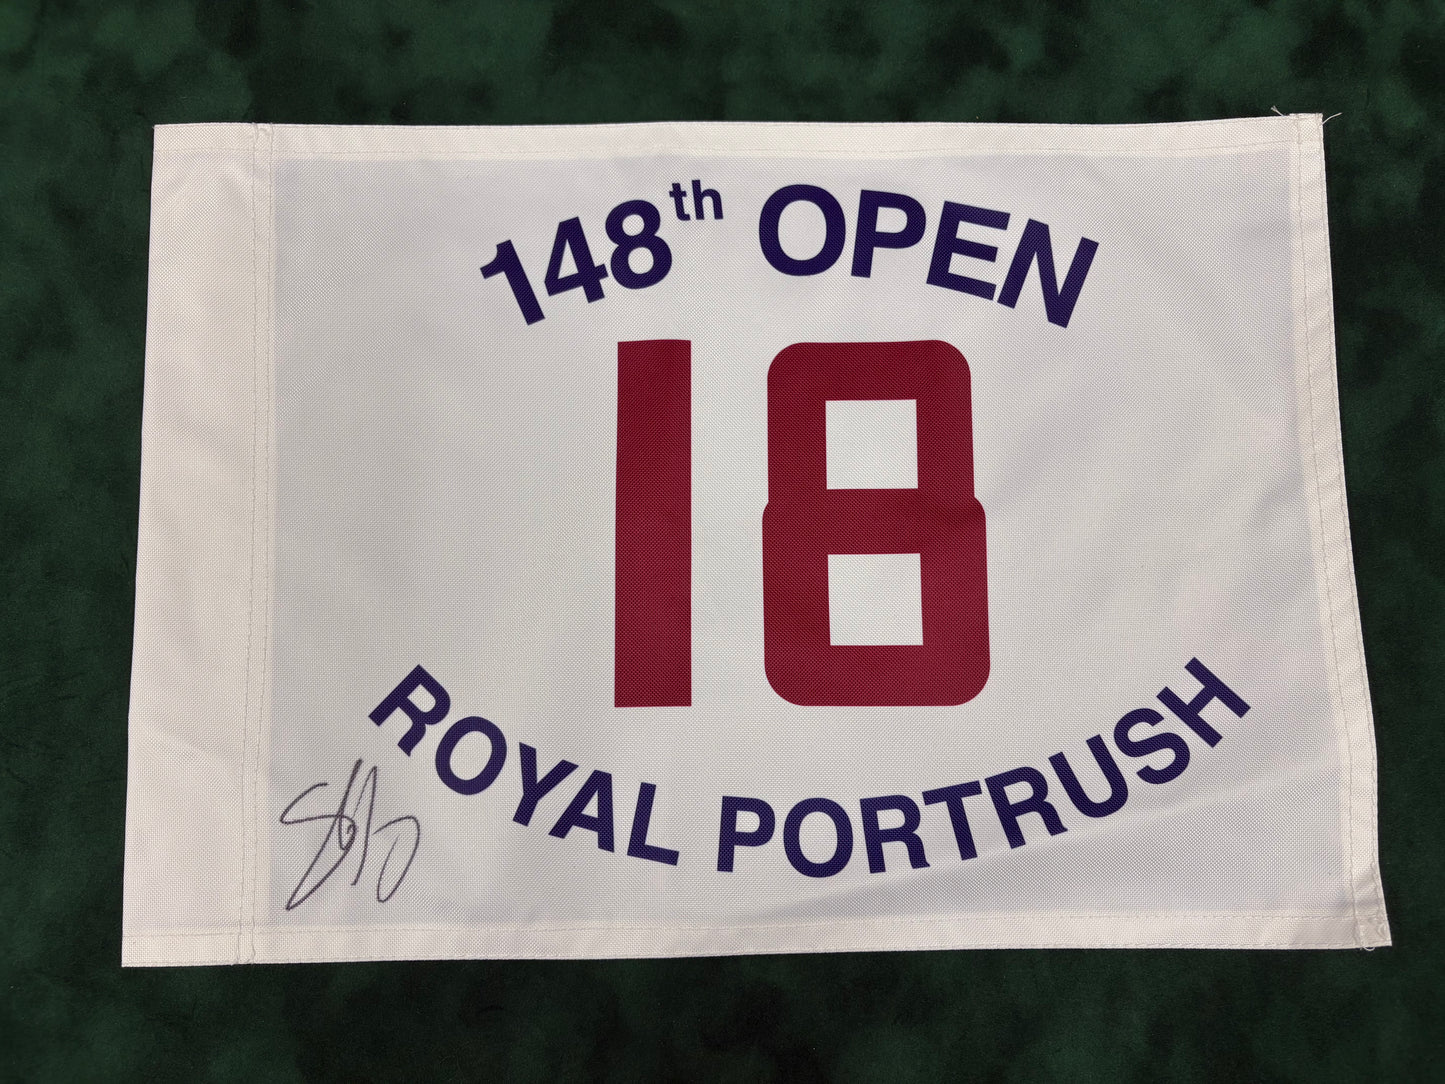 148th OPEN
18
ROYAL PORTRUSH